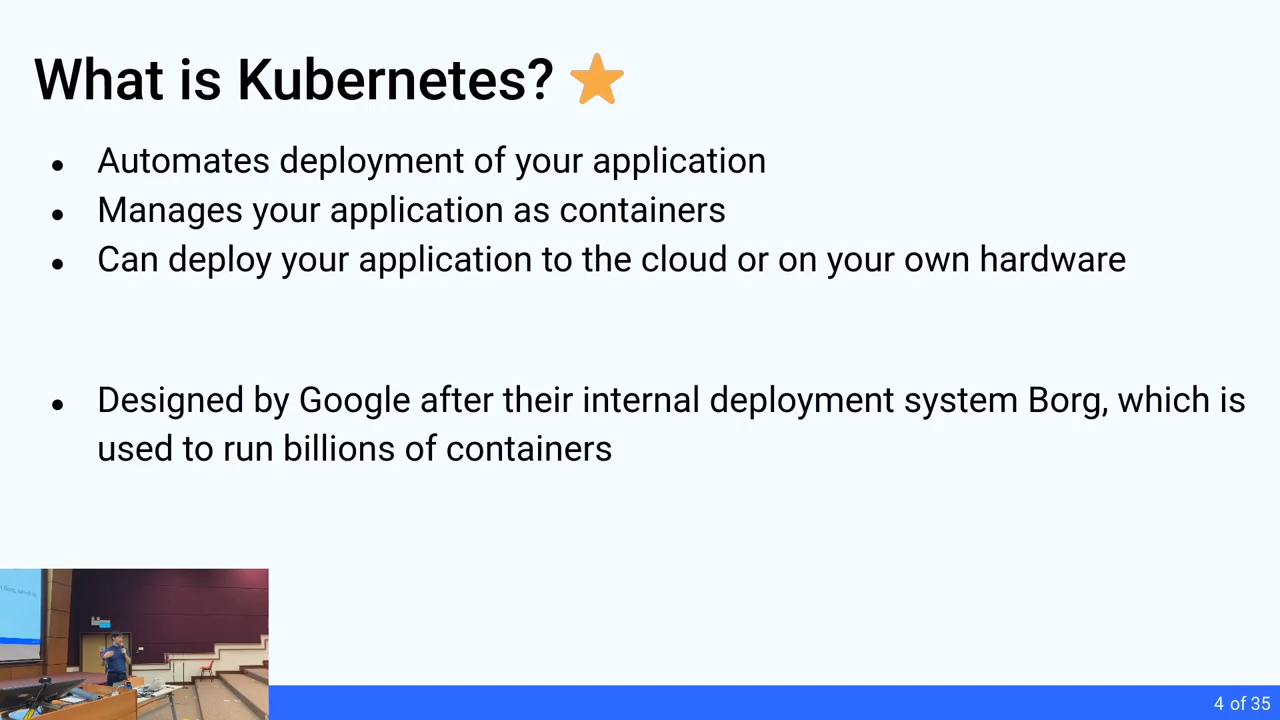 What is Kubernetes?
Automates deployment of your application
Manages your application as containers
Can deploy your application to the cloud or on your own hardware
Designed by Google after their internal deployment system Borg, which is
used to run billions of containers
4 of 35